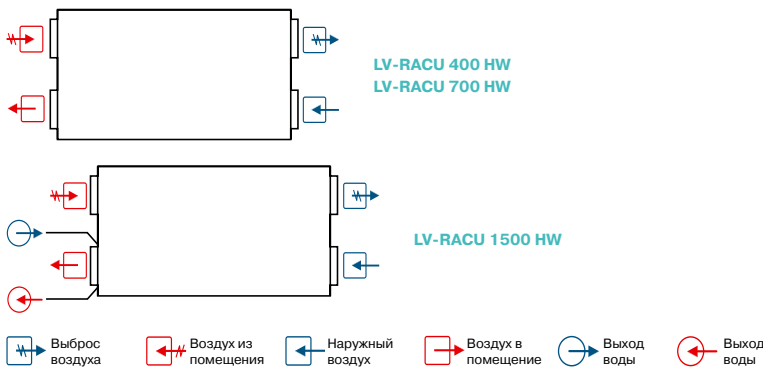 LV-RACU 400 HW
LV-RACU 700 HW
LV-RACU 1500 HW
Выброс
воздуха
Воздух из
помещения
Наружный
воздух
Воздух в
помещение
Выход
воды
Выход
воды